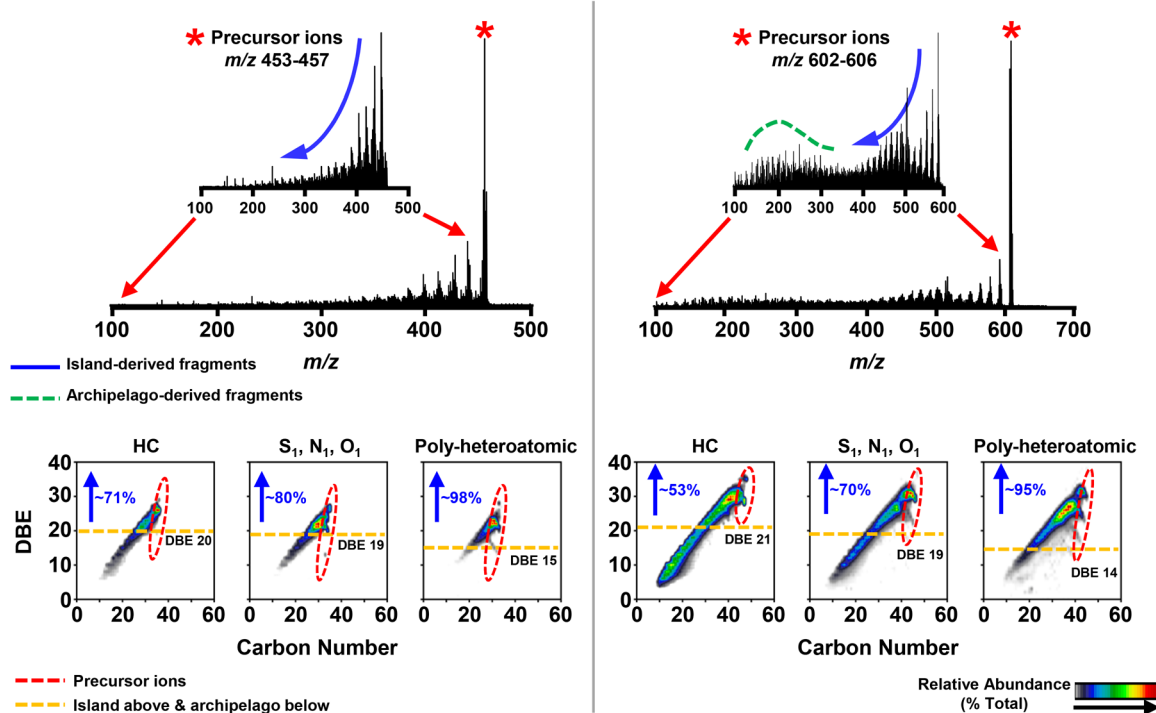 * Precursor ions
m/z 453-457
*
100 200 300 400 500
100 200 300 400 500
m/z
* Precursor ions
m/z 602-606
*
100 200 300 400 500 600
100 200 300 400 500 600 700
m/z
Island-derived fragments
Archipelago-derived fragments
HC
S1, N1, O1
Poly-heteroatomic
DBE
40
30
20
10
0
~71%
DBE 20
~80%
DBE 19
~98%
DBE 15
0 20 40 60
0 20 40 60
0 20 40 60
Carbon Number
HC
S1, N1, O1
Poly-heteroatomic
40
30
20
10
0
~53%
DBE 21
~70%
DBE 19
~95%
DBE 14
0 20 40 60
0 20 40 60
0 20 40 60
Carbon Number
Precursor ions
Island above & archipelago below
Relative Abundance
(% Total)